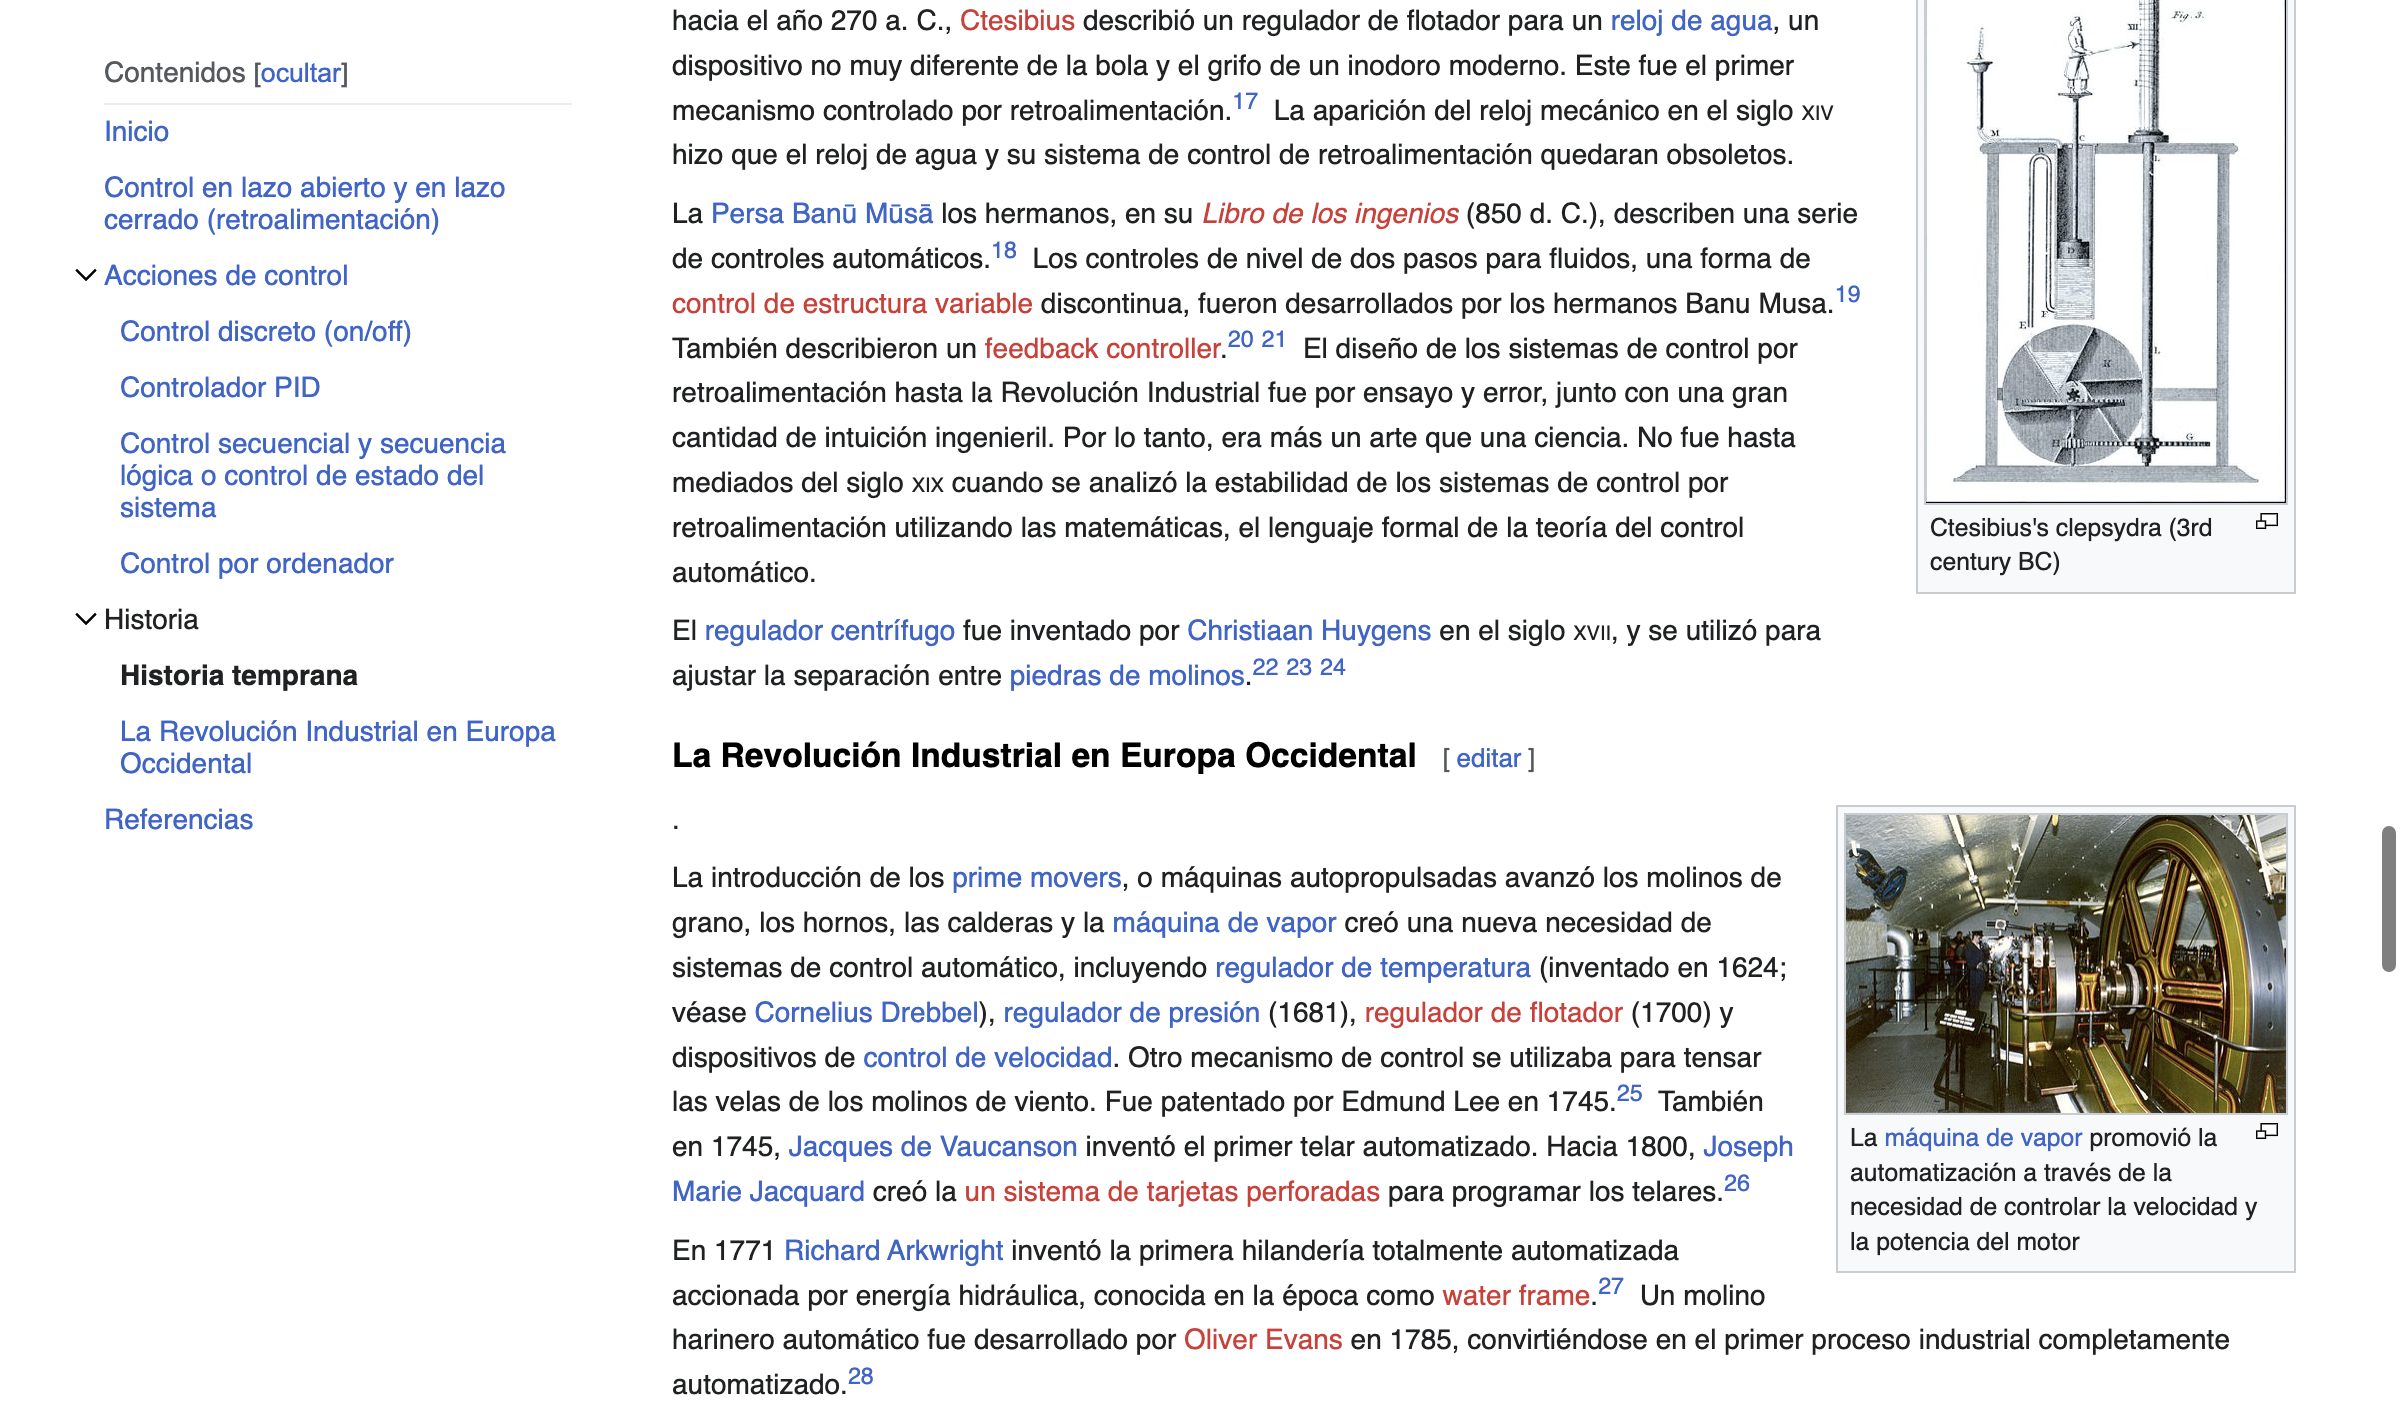 Contenidos [ocultar]
Inicio
Control en lazo abierto y en lazo
cerrado (retroalimentación)
Acciones de control
Control discreto (on/off)
Controlador PID
Control secuencial y secuencia
lógica o control de estado del
sistema
Control por ordenador
Historia
Historia temprana
La Revolución Industrial en Europa
Occidental
Referencias
hacia el año 270 a. C., Ctesibius describió un regulador de flotador para un reloj de agua, un
dispositivo no muy diferente de la bola y el grifo de un inodoro moderno. Este fue el primer
mecanismo controlado por retroalimentación.17 La aparición del reloj mecánico en el siglo XIV
hizo que el reloj de agua y su sistema de control de retroalimentación quedaran obsoletos.
La Persa Banū Mūsā los hermanos, en su Libro de los ingenios (850 d. C.), describen una serie
de controles automáticos.18 Los controles de nivel de dos pasos para fluidos, una forma de
control de estructura variable discontinua, fueron desarrollados por los hermanos Banu Musa.19
También describieron un feedback controller.20 21 El diseño de los sistemas de control por
retroalimentación hasta la Revolución Industrial fue por ensayo y error, junto con una gran
cantidad de intuición ingenieril. Por lo tanto, era más un arte que una ciencia. No fue hasta
mediados del siglo XIX cuando se analizó la estabilidad de los sistemas de control por
retroalimentación utilizando las matemáticas, el lenguaje formal de la teoría del control
automático.
El regulador centrífugo fue inventado por Christiaan Huygens en el siglo XVII, y se utilizó para
ajustar la separación entre piedras de molinos.22 23 24
Fig. 3.
Ctesibius's clepsydra (3rd
century BC)
La Revolución Industrial en Europa Occidental [ editar ]
.
La introducción de los prime movers, o máquinas autopropulsadas avanzó los molinos de
grano, los hornos, las calderas y la máquina de vapor creó una nueva necesidad de
sistemas de control automático, incluyendo regulador de temperatura (inventado en 1624;
véase Cornelius Drebbel), regulador de presión (1681), regulador de flotador (1700) y
dispositivos de control de velocidad. Otro mecanismo de control se utilizaba para tensar
las velas de los molinos de viento. Fue patentado por Edmund Lee en 1745.25 También
en 1745, Jacques de Vaucanson inventó el primer telar automatizado. Hacia 1800, Joseph
Marie Jacquard creó la un sistema de tarjetas perforadas para programar los telares.26
En 1771 Richard Arkwright inventó la primera hilandería totalmente automatizada
accionada por energía hidráulica, conocida en la época como water frame.27 Un molino
harinero automático fue desarrollado por Oliver Evans en 1785, convirtiéndose en el primer proceso industrial completamente
automatizado.28
La máquina de vapor promovió la
automatización a través de la
necesidad de controlar la velocidad y
la potencia del motor